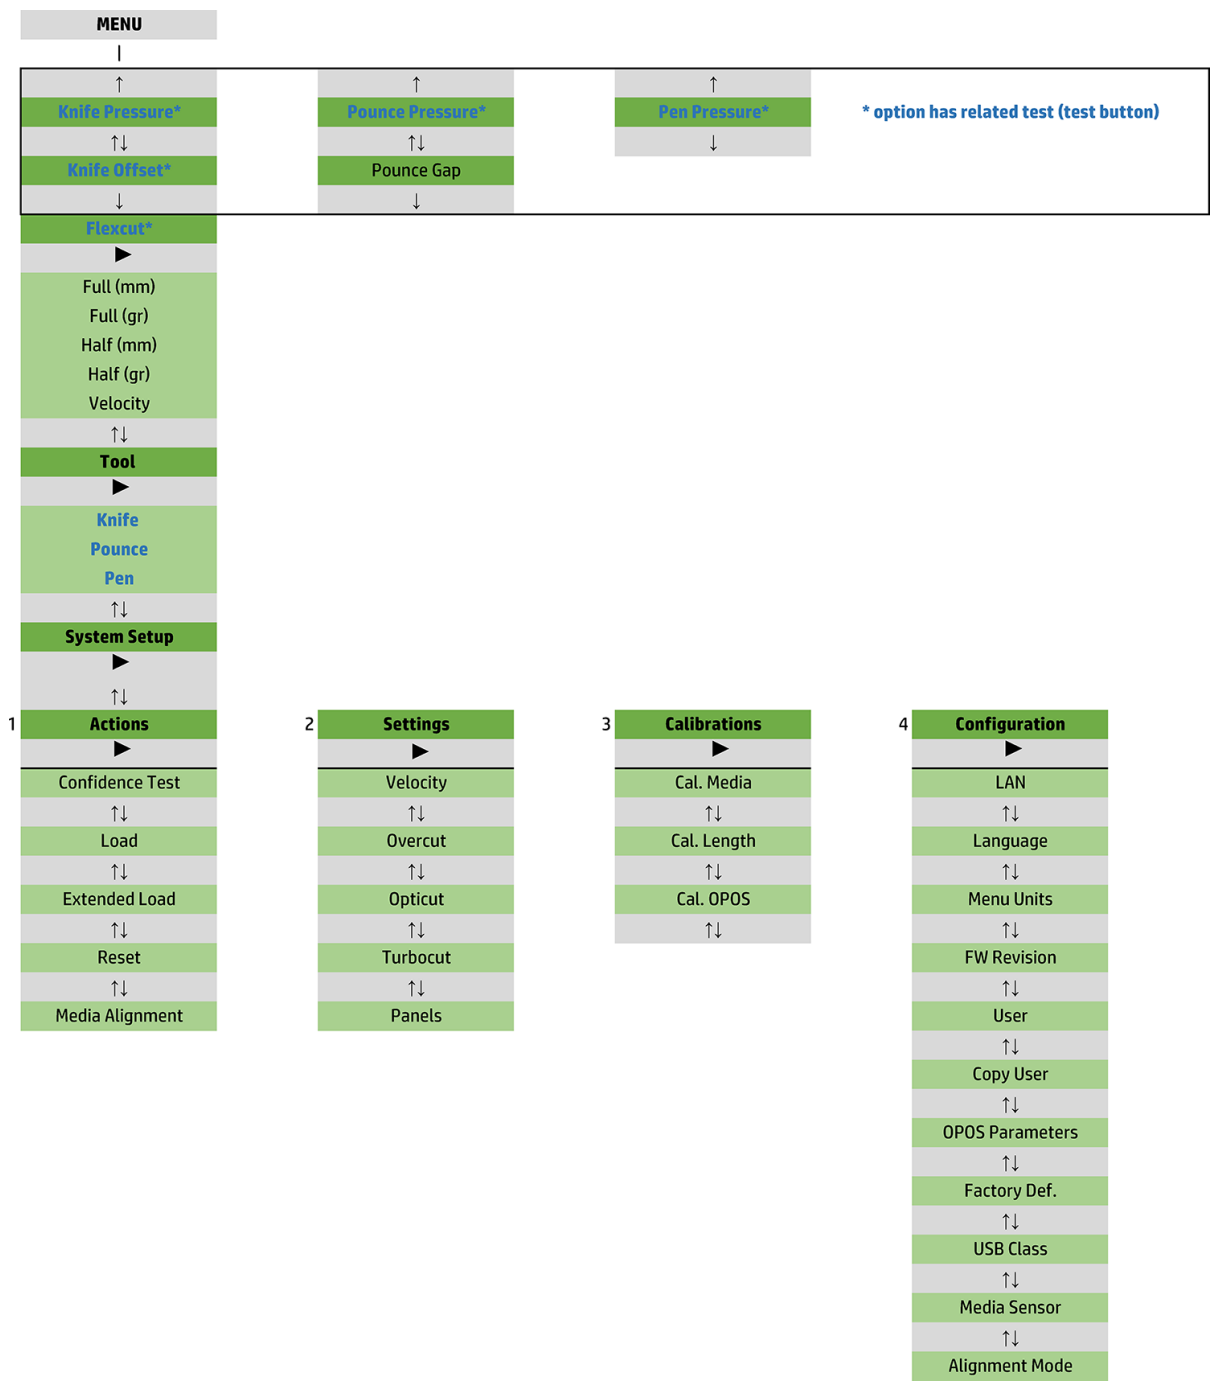 MENU
Knife Pressure*
Pounce Pressure*
Pen Pressure*
* option has related test (test button)
Knife Offset*
Pounce Gap
Flexcut*
Full (mm)
Full (gr)
Half (mm)
Half (gr)
Velocity
Tool
Knife
Pounce
Pen
System Setup
1 Actions
Confidence Test
Load
Extended Load
Reset
Media Alignment
2 Settings
Velocity
Overcut
Opticut
Turbocut
Panels
3 Calibrations
Cal. Media
Cal. Length
Cal. OPOS
4 Configuration
LAN
Language
Menu Units
FW Revision
User
Copy User
OPOS Parameters
Factory Def.
USB Class
Media Sensor
Alignment Mode